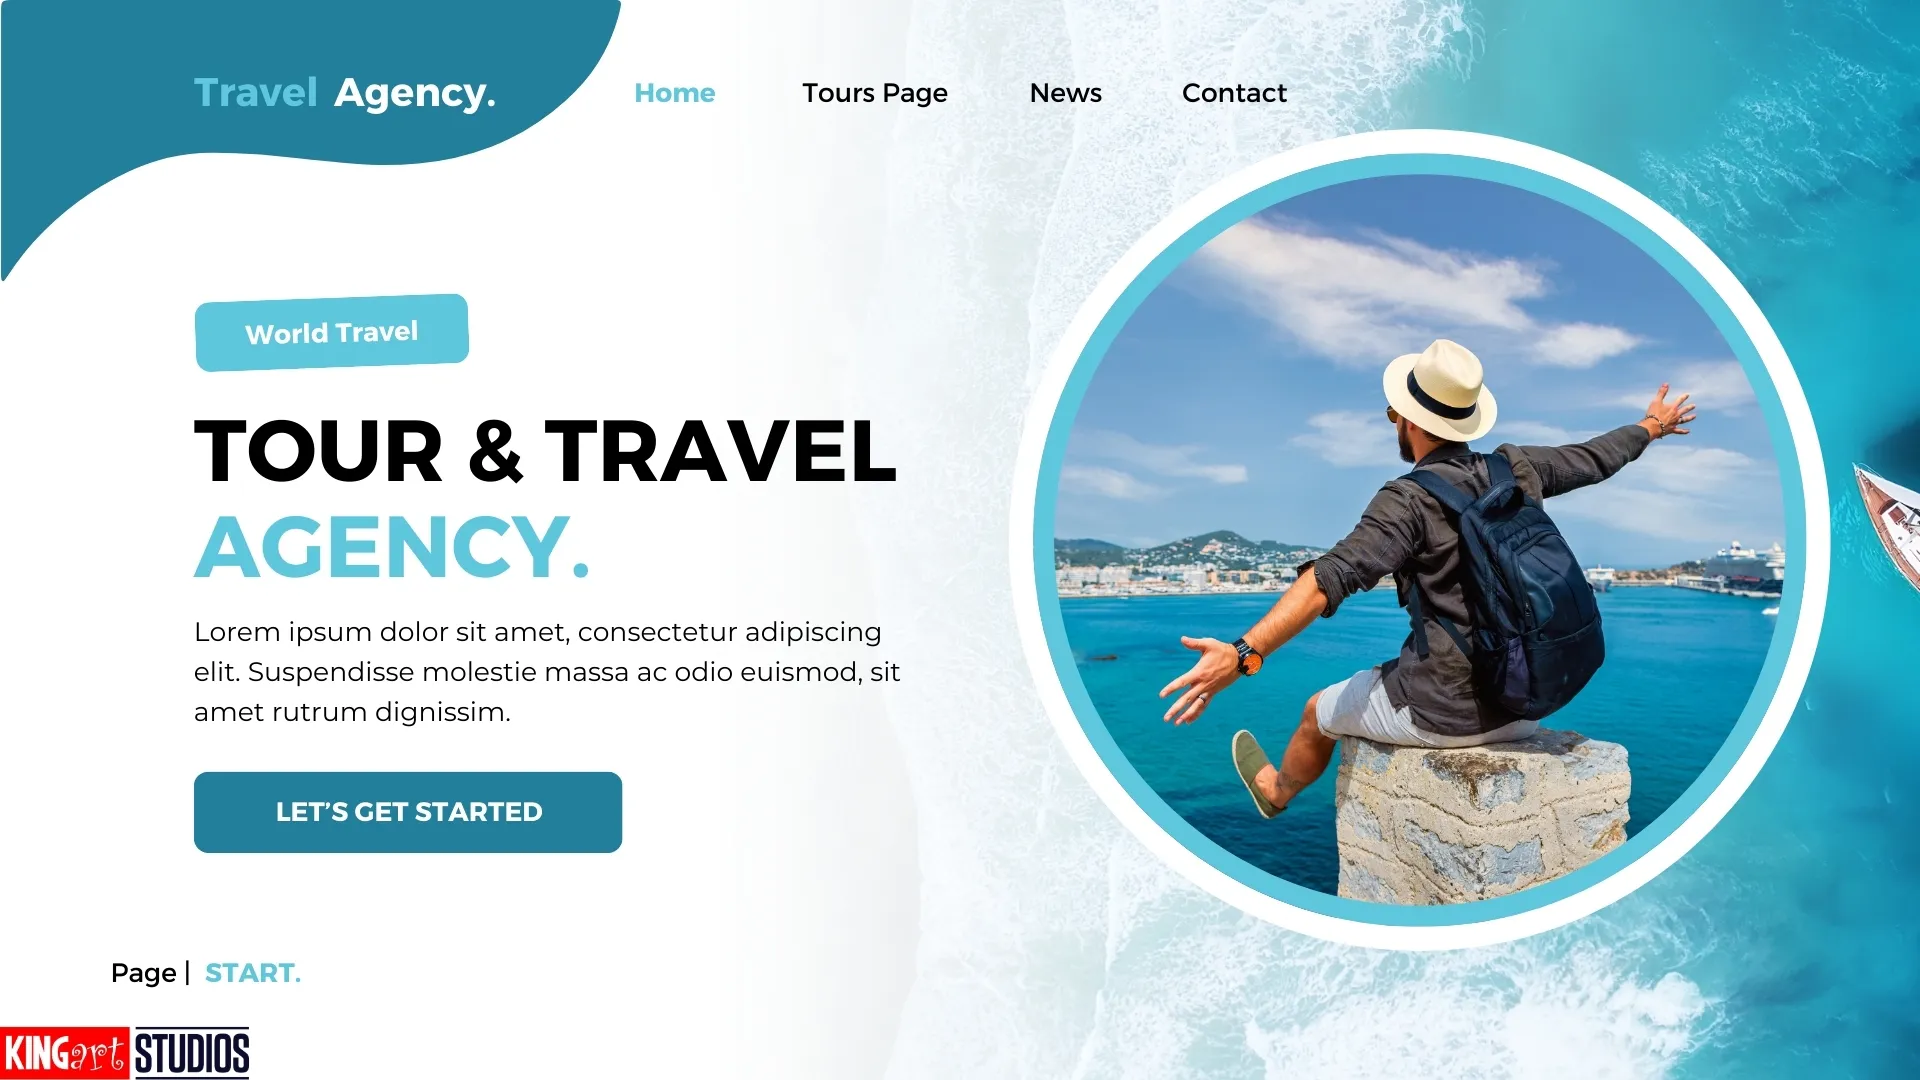 Travel Agency.
Home
Tours Page
News
Contact
World Travel
TOUR & TRAVEL
AGENCY.
Lorem ipsum dolor sit amet, consectetur adipiscing
elit. Suspendisse molestie massa ac odio euismod, sit
amet rutrum dignissim.
LET’S GET STARTED
Page | START.
KINGart STUDIOS